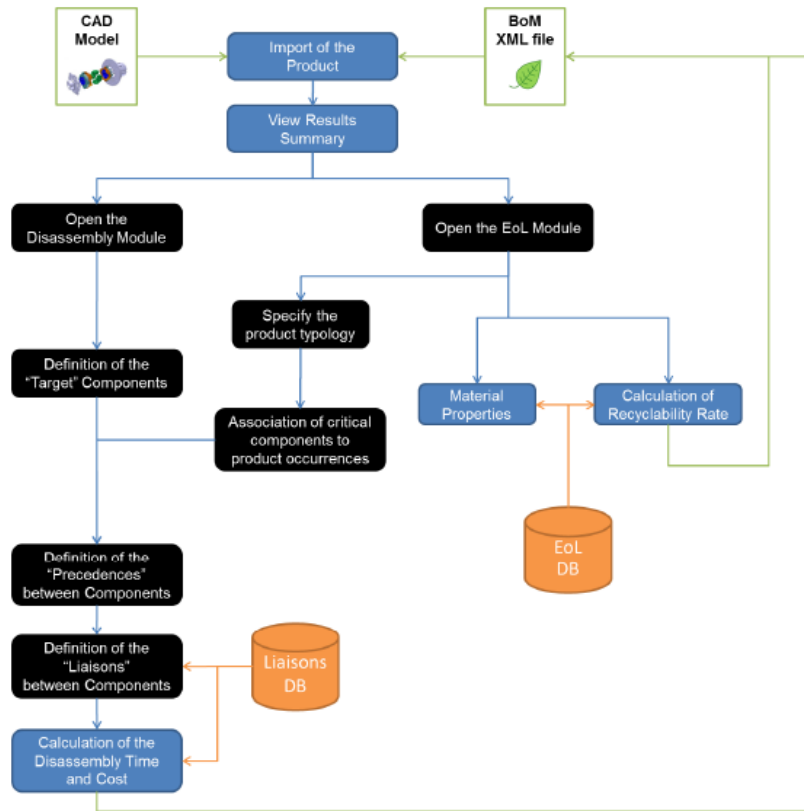 CAD
Model
Import of the
Product
BoM
XML file
View Results
Summary
Open the
Disassembly Module
Open the EoL Module
Specify the
product typology
Definition of the
“Target” Components
Material
Properties
Calculation of
Recyclability Rate
Association of critical
components to
product occurrences
EoL
DB
Definition of the
“Precedences”
between Components
Definition of the
“Liaisons”
between Components
Liaisons
DB
Calculation of the
Disassembly Time
and Cost